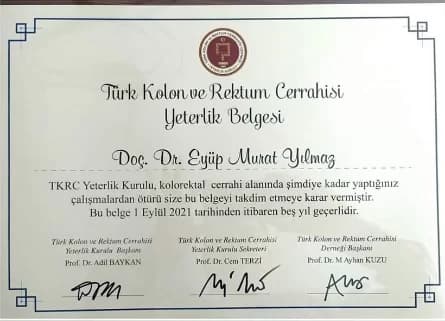 Türk Kolon ve Rektum Cerrahisi
Yeterlik Belgesi
Doç. Dr. Eyüp Murat Yılmaz
TKRC Yeterlik Kurulu, kolorektal cerrahi alanında şimdiye kadar yaptığınız
çalışmalardan ötürü size bu belgeyi takdim etmeye karar vermiştir.
Bu belge 1 Eylül 2021 tarihinden itibaren beş yıl geçerlidir.
Türk Kolon ve Rektum Cerrahisi
Yeterlik Kurulu Başkanı
Prof. Dr. Adil BAYKAN
Türk Kolon ve Rektum Cerrahisi
Yeterlik Kurulu Sekreteri
Prof. Dr. Cem TERZİ
Türk Kolon ve Rektum Cerrahisi
Derneği Başkanı
Prof. Dr. M Ayhan KUZU